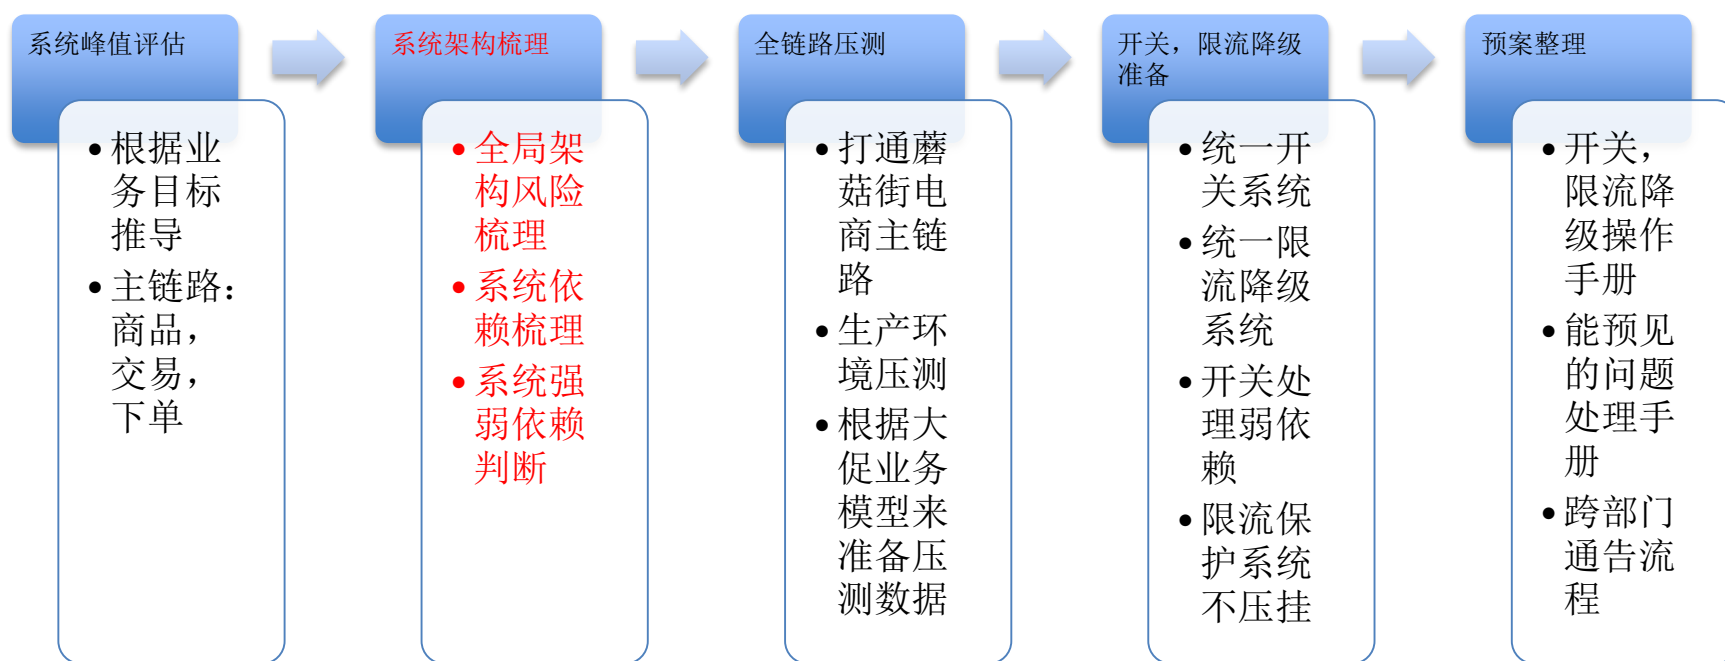 系统峰值评估
• 根据业
务目标
推导
• 主链路：
商品，
交易，
下单
系统架构梳理
• 全局架
构风险
梳理
• 系统依
赖梳理
• 系统强
弱依赖
判断
全链路压测
• 打通蘑
菇街电
商主链
路
• 生产环
境压测
• 根据大
促业务
模型来
准备压
测数据
开关，限流降级
准备
• 统一开
关系统
• 统一限
流降级
系统
• 开关处
理弱依
赖
• 限流保
护系统
不压挂
预案整理
• 开关，
限流降
级操作
手册
• 能预见
的问题
处理手
册
• 跨部门
通告流
程